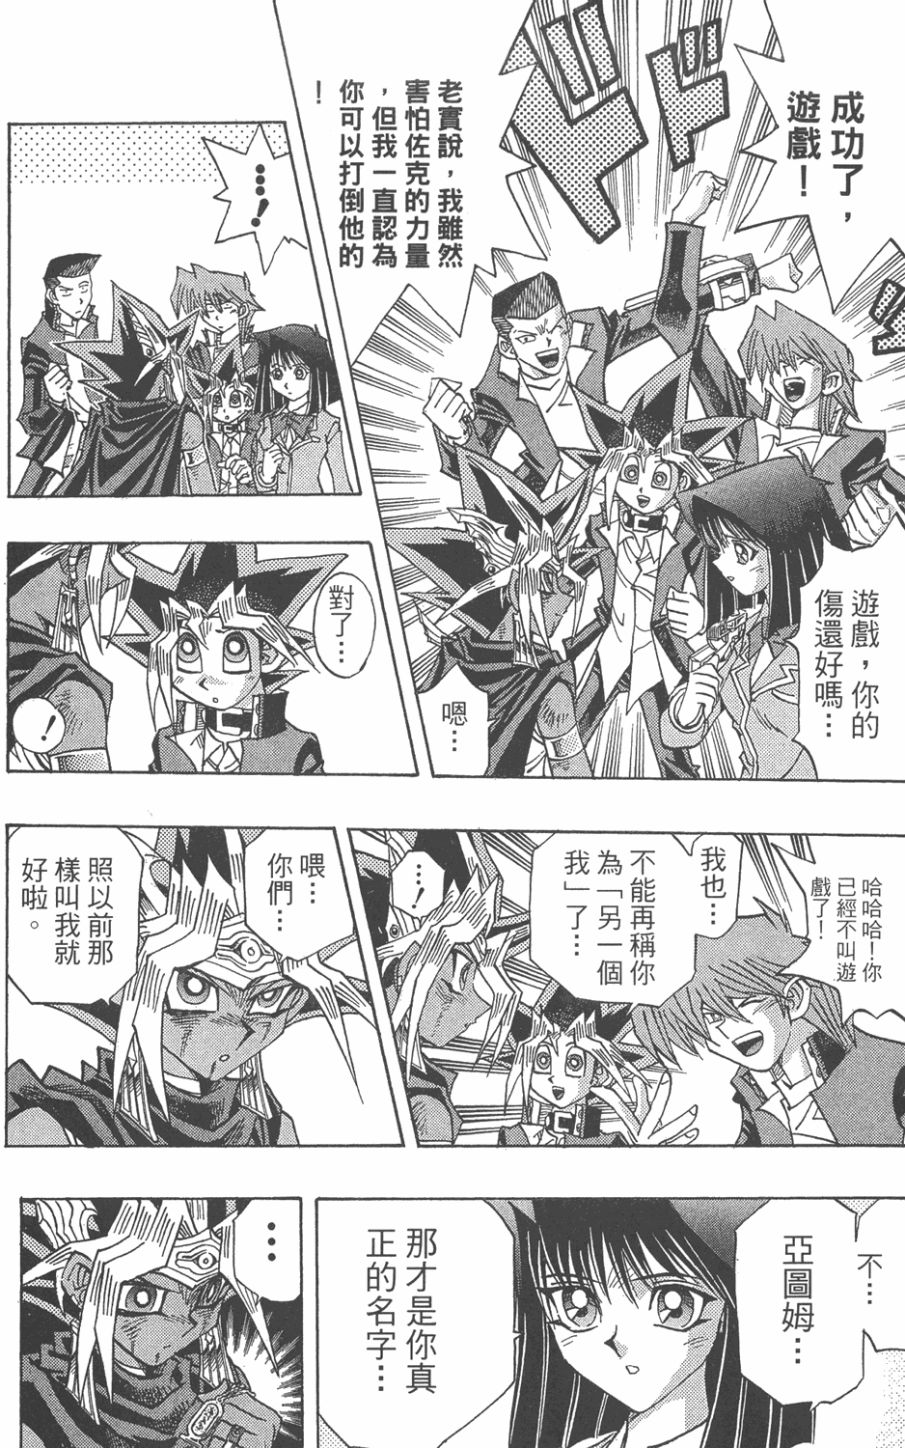 成功了，
遊戲！
老實說，我雖然
害怕佐克的力量
，但我一直認為
你可以打倒他的
！
ドドド
遊戲，你的
傷還好嗎…
嗯…
…！
對了…
！
哈哈哈！你
已經不叫遊
戲了！
我也…
不能再稱你
為「另一個
我」了…
…！
喂…
你們…
照以前那
樣叫我就
好啦。
不…
亞圖姆…
那才是你真
正的名字…
…